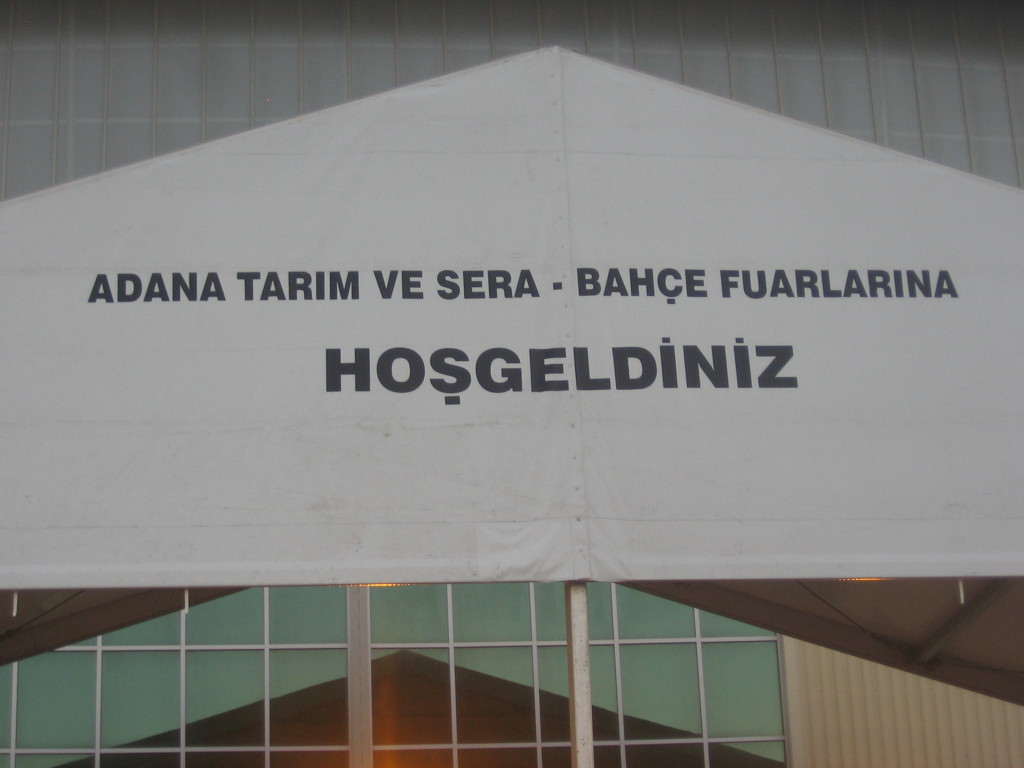 ADANA TARIM VE SERA - BAHÇE FUARLARINA
HOŞGELDİNİZ